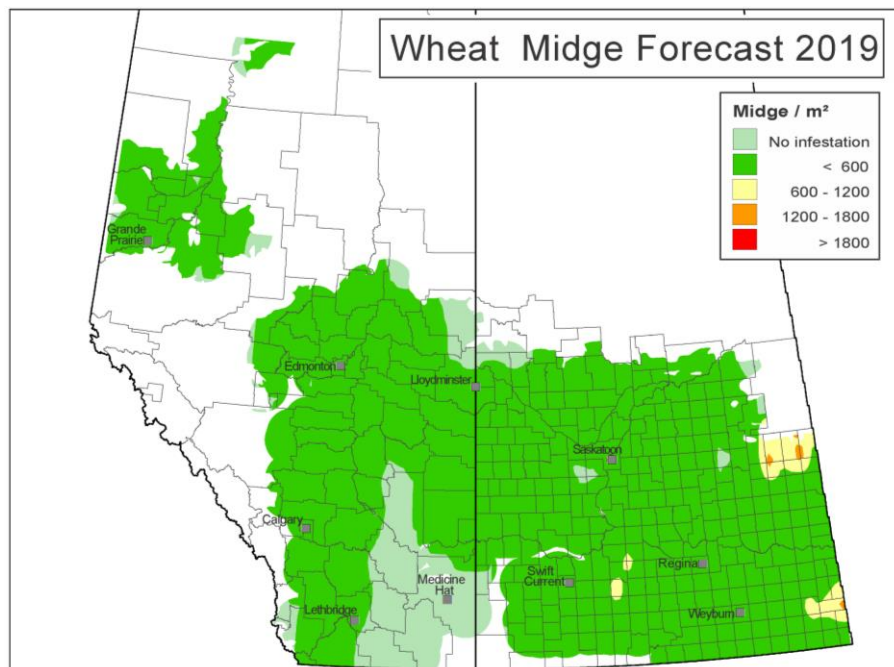 Wheat Midge Forecast 2019
Midge / m²
No infestation
< 600
600 - 1200
1200 - 1800
> 1800
Grande
Prairie
Edmonton
Lloydminster
Saskatoon
Calgary
Medicine
Hat
Swift
Current
Regina
Lethbridge
Weyburn